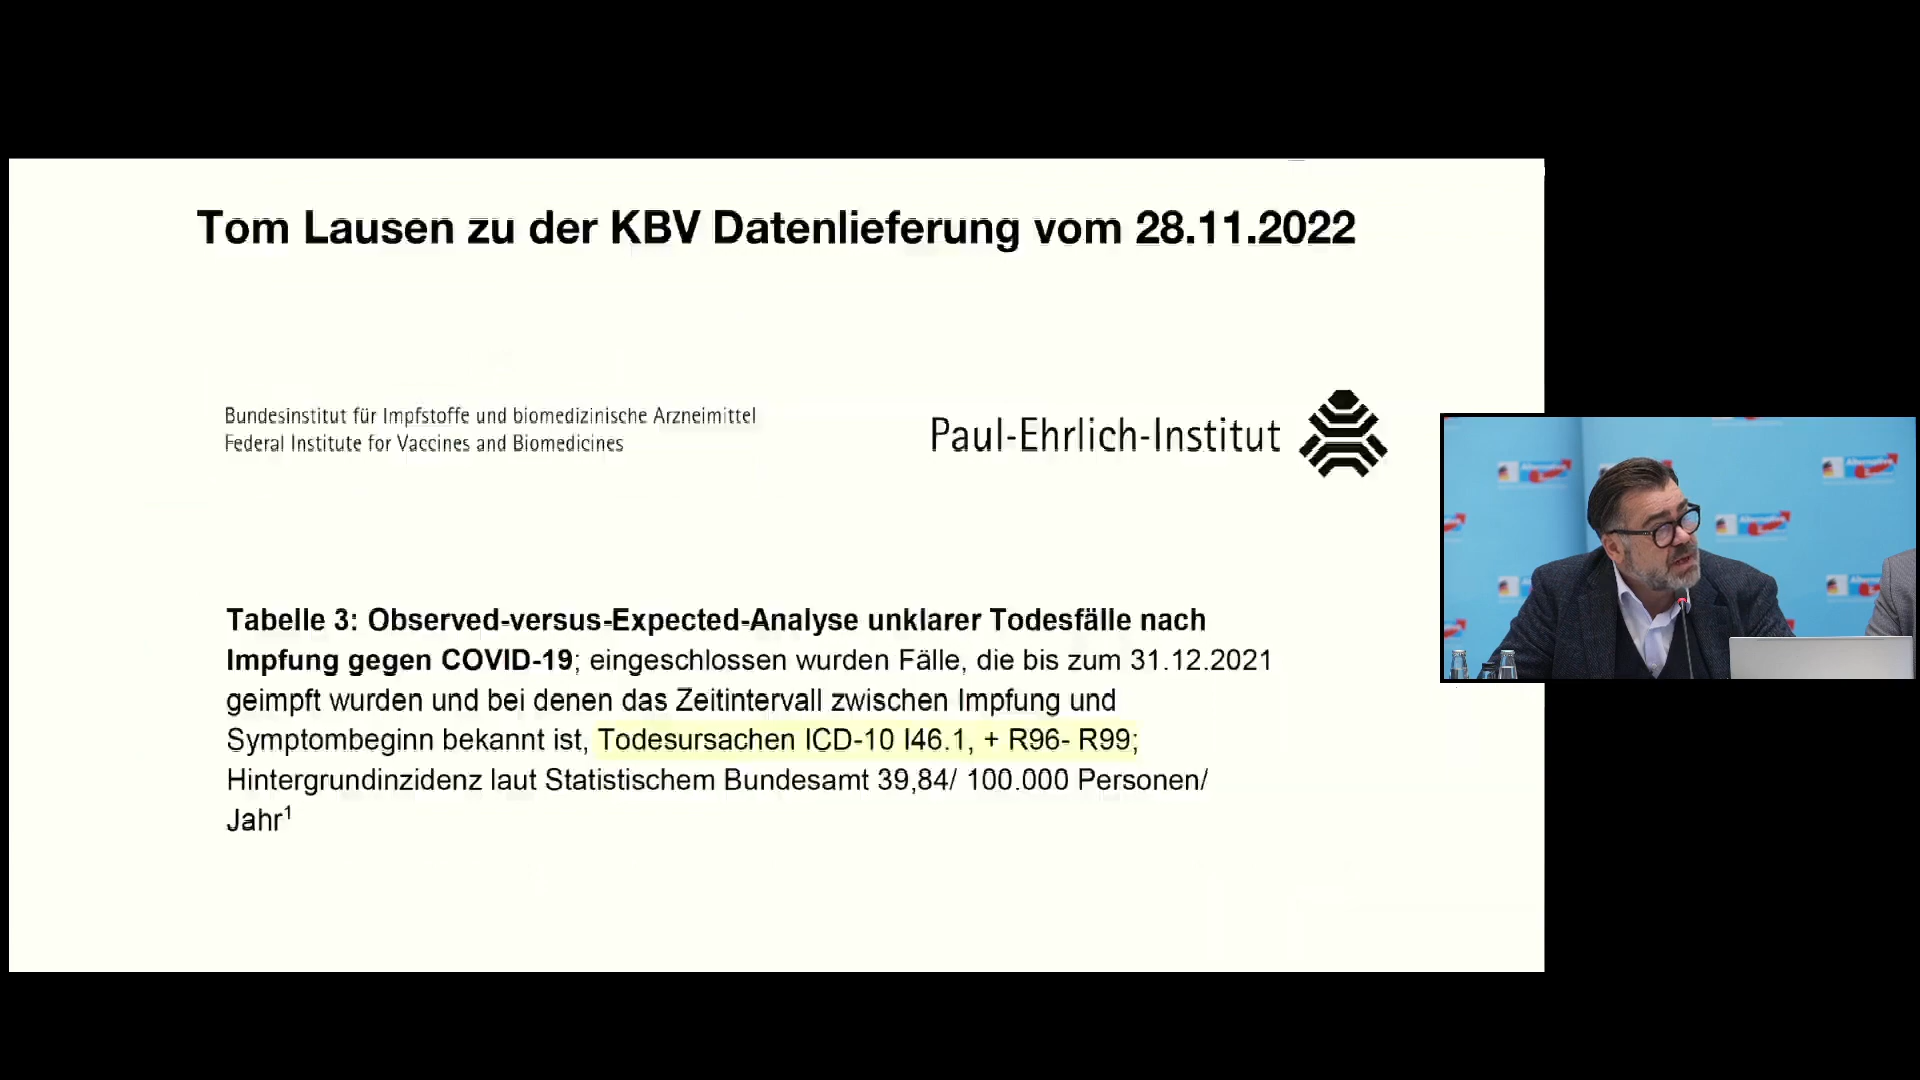 Tom Lausen zu der KBV Datenlieferung vom 28.11.2022
Bundesinstitut für Impfstoffe und biomedizinische Arzneimittel
Federal Institute for Vaccines and Biomedicines
Paul-Ehrlich-Institut
Tabelle 3: Observed-versus-Expected-Analyse unklarer Todesfälle nach
Impfung gegen COVID-19; eingeschlossen wurden Fälle, die bis zum 31.12.2021
geimpft wurden und bei denen das Zeitintervall zwischen Impfung und
Symptombeginn bekannt ist, Todesursachen ICD-10 I46.1, + R96- R99;
Hintergrundinzidenz laut Statistischem Bundesamt 39,84/ 100.000 Personen/
Jahr¹